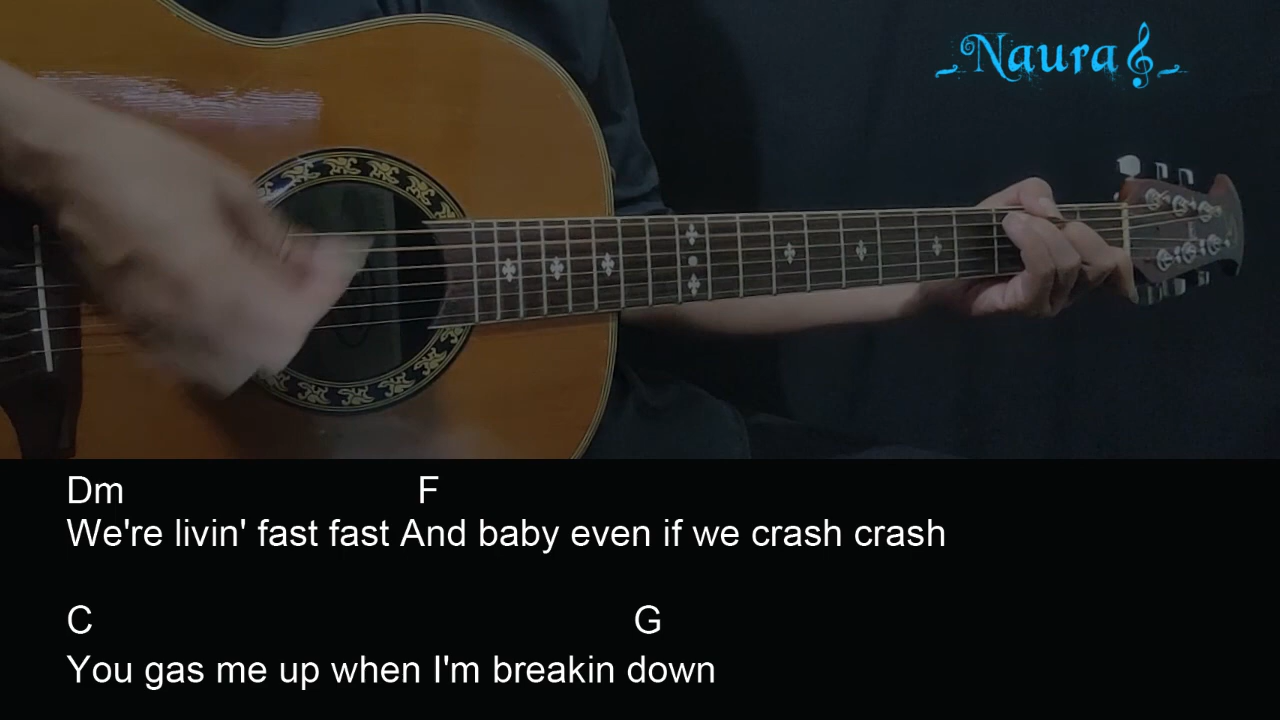 Naura
Dm F
We're livin' fast fast And baby even if we crash crash
C G
You gas me up when I'm breakin down